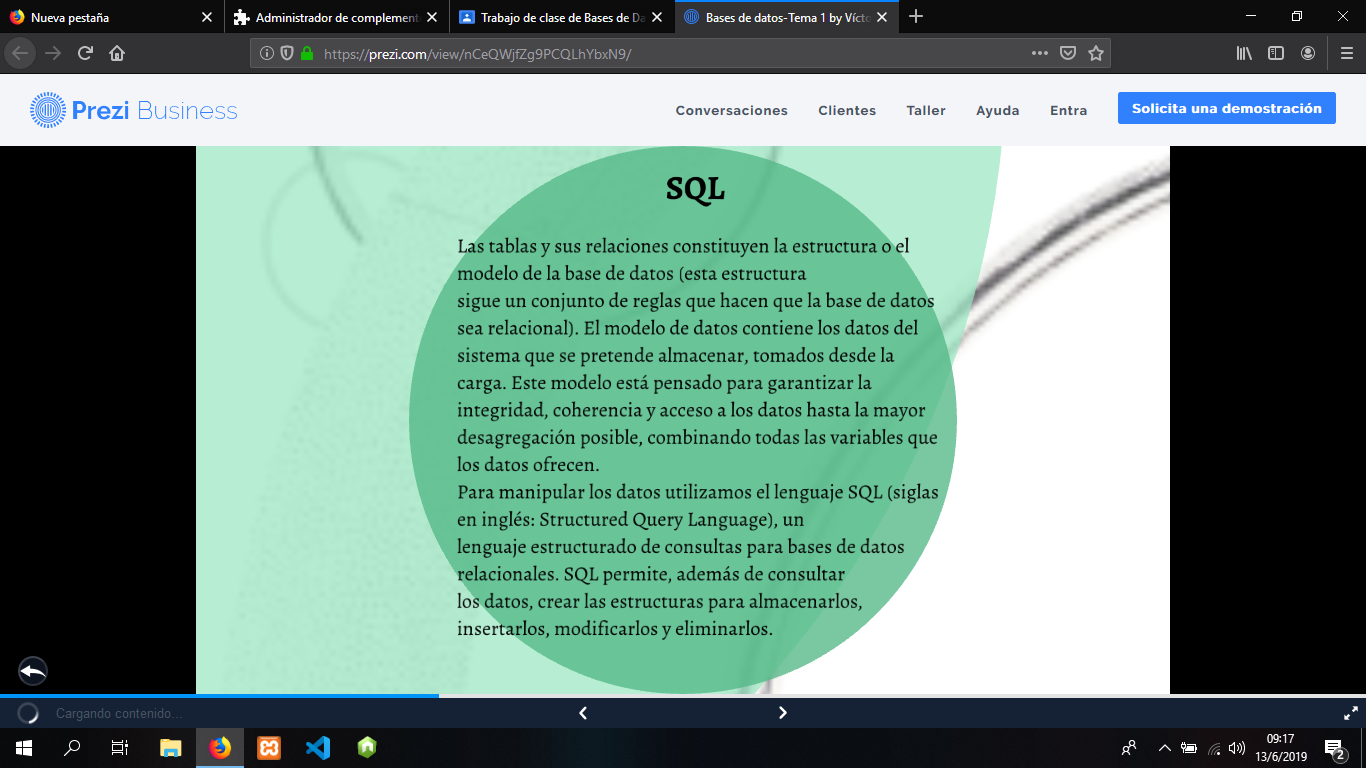 Nueva pestaña
Administrador de complement
Trabajo de clase de Bases de Da
Bases de datos-Tema 1 by Vícto
https://prezi.com/view/nCeQWjfZg9PCQLhYbxN9/
Prezi Business
Conversaciones Clientes Taller Ayuda Entra Solicita una demostración
SQL
Las tablas y sus relaciones constituyen la estructura o el
modelo de la base de datos (esta estructura
sigue un conjunto de reglas que hacen que la base de datos
sea relacional). El modelo de datos contiene los datos del
sistema que se pretende almacenar, tomados desde la
carga. Este modelo está pensado para garantizar la
integridad, coherencia y acceso a los datos hasta la mayor
desagregación posible, combinando todas las variables que
los datos ofrecen.
Para manipular los datos utilizamos el lenguaje SQL (siglas
en inglés: Structured Query Language), un
lenguaje estructurado de consultas para bases de datos
relacionales. SQL permite, además de consultar
los datos, crear las estructuras para almacenarlos,
insertarlos, modificarlos y eliminarlos.
Cargando contenido...
09:17
13/6/2019
2